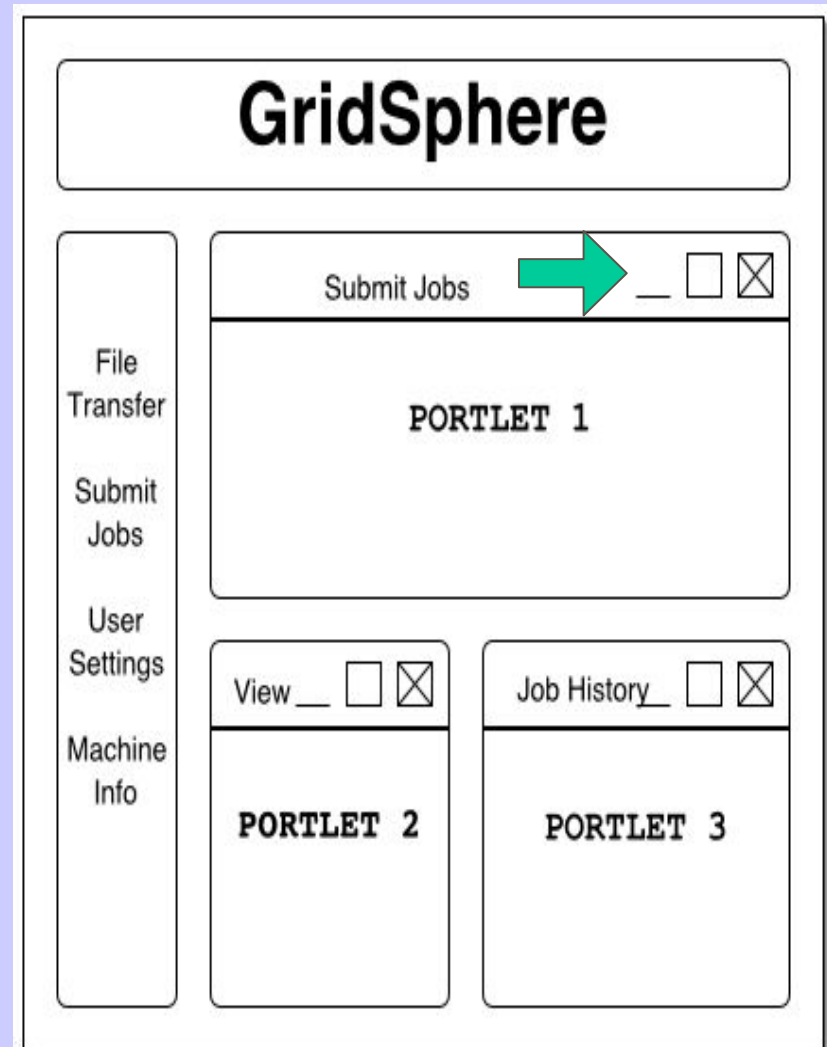 GridSphere
File
Transfer
Submit
Jobs
User
Settings
Machine
Info
Submit Jobs
PORTLET 1
View
PORTLET 2
Job History
PORTLET 3